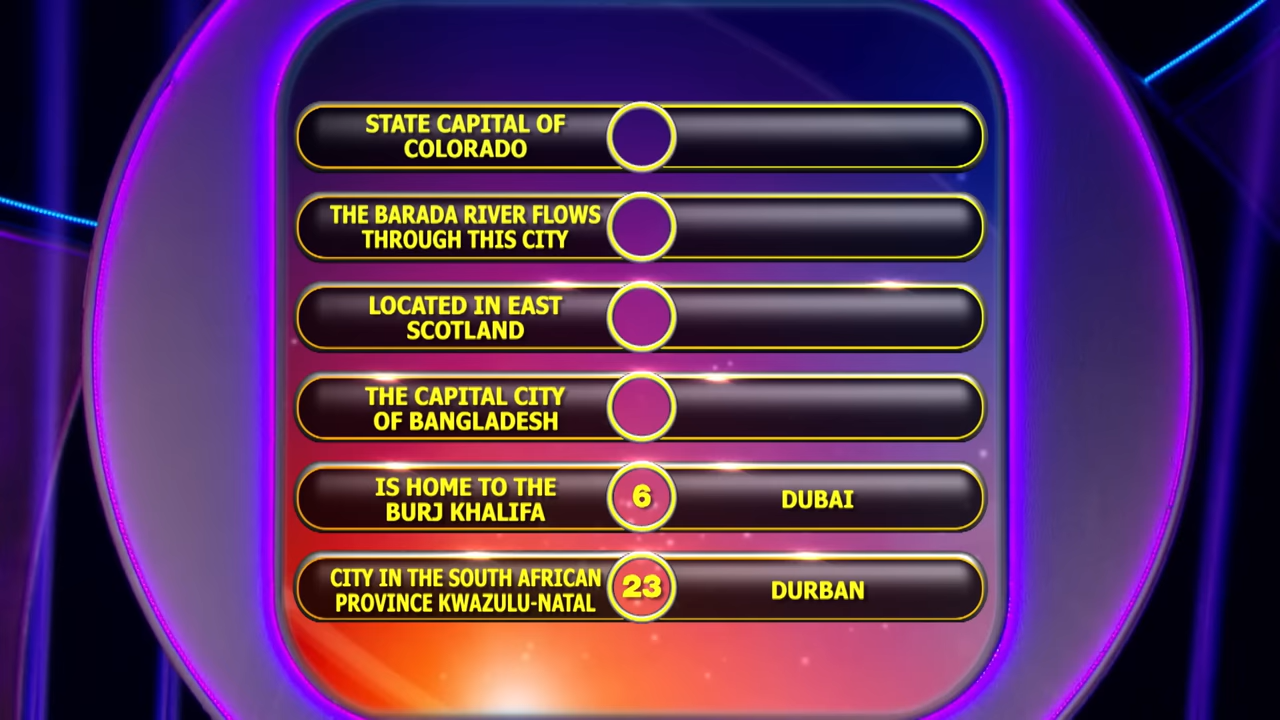 STATE CAPITAL OF
COLORADO
THE BARADA RIVER FLOWS
THROUGH THIS CITY
LOCATED IN EAST
SCOTLAND
THE CAPITAL CITY
OF BANGLADESH
IS HOME TO THE
BURJ KHALIFA
6
DUBAI
CITY IN THE SOUTH AFRICAN
PROVINCE KWAZULU-NATAL
23
DURBAN